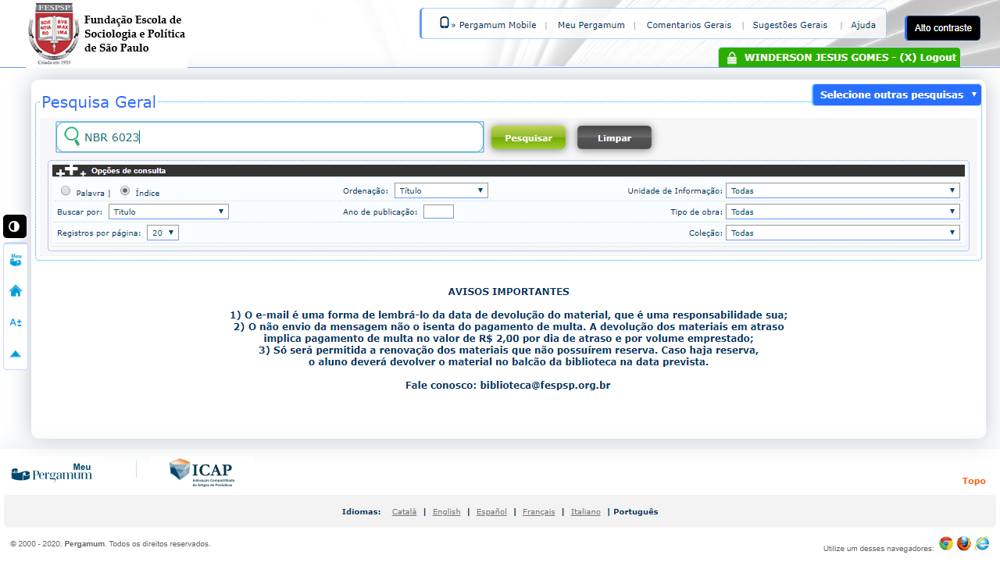 FESPSP
SCIEN
TIA RO
BVR MAX
IMA
Criada em 1933
Fundação Escola de
Sociologia e Política
de São Paulo
» Pergamum Mobile | Meu Pergamum | Comentarios Gerais | Sugestões Gerais | Ajuda
Alto contraste
WINDERSON JESUS GOMES - (X) Logout
Selecione outras pesquisas
Pesquisa Geral
NBR 6023
Pesquisar
Limpar
Opções de consulta
Palavra | Índice
Ordenação: Título
Unidade de Informação: Todas
Buscar por: Titulo
Ano de publicação:
Tipo de obra: Todas
Registros por página: 20
Coleção: Todas
Meu
A±
AVISOS IMPORTANTES
1) O e-mail é uma forma de lembrá-lo da data de devolução do material, que é uma responsabilidade sua;
2) O não envio da mensagem não o isenta do pagamento de multa. A devolução dos materiais em atraso
implica pagamento de multa no valor de R$ 2,00 por dia de atraso e por volume emprestado;
3) Só será permitida a renovação dos materiais que não possuírem reserva. Caso haja reserva,
o aluno deverá devolver o material no balcão da biblioteca na data prevista.
Fale conosco: biblioteca@fespsp.org.br
Meu
Pergamum
ICAP
Indexação Compartilhada
de Artigos de Periódicos
Topo
Idiomas: Català | English | Español | Français | Italiano | Português
© 2000 - 2020. Pergamum. Todos os direitos reservados.
Utilize um desses navegadores: